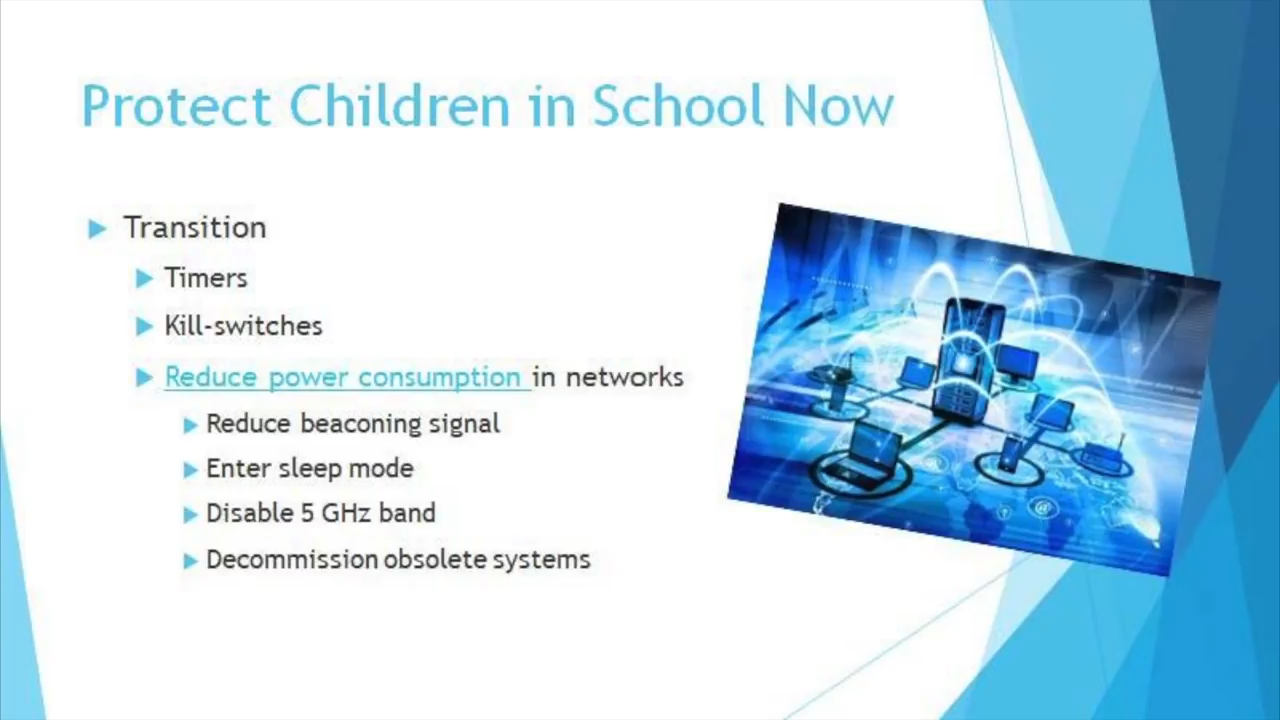 Protect Children in School Now
Transition
Timers
Kill-switches
Reduce power consumption in networks
Reduce beaconing signal
Enter sleep mode
Disable 5 GHz band
Decommission obsolete systems